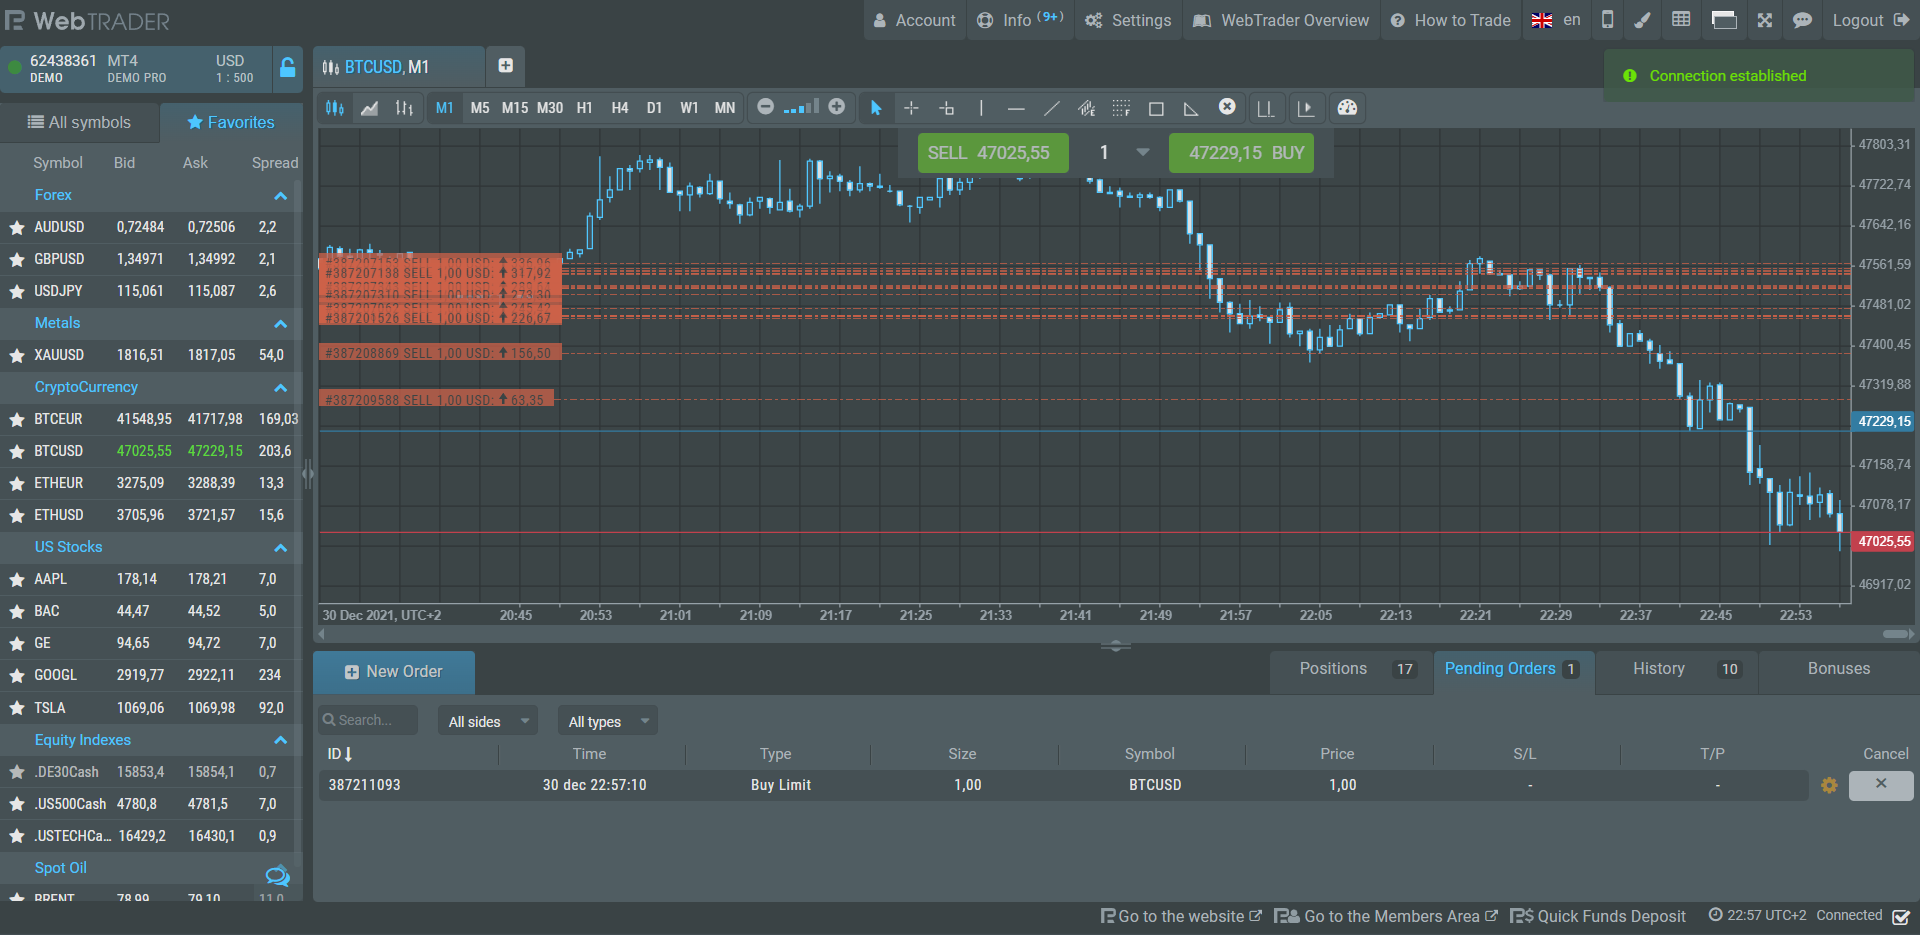 WebTRADER
Account
Info (9+)
Settings
WebTrader Overview
How to Trade
en
Logout
62438361 MT4 USD
DEMO DEMO PRO 1 : 500
BTCUSD, M1
Connection established
All symbols
Favorites
M1 M5 M15 M30 H1 H4 D1 W1 MN
SELL 47025,55
1
47229,15 BUY
Symbol Bid Ask Spread
Forex
AUDUSD 0,72484 0,72506 2,2
GBPUSD 1,34971 1,34992 2,1
USDJPY 115,061 115,087 2,6
Metals
XAUUSD 1816,51 1817,05 54,0
CryptoCurrency
BTCEUR 41548,95 41717,98 169,03
BTCUSD 47025,55 47229,15 203,6
ETHEUR 3275,09 3288,39 13,3
ETHUSD 3705,96 3721,57 15,6
US Stocks
AAPL 178,14 178,21 7,0
BAC 44,47 44,52 5,0
GE 94,65 94,72 7,0
GOOGL 2919,77 2922,11 234
TSLA 1069,06 1069,98 92,0
Equity Indexes
.DE30Cash 15853,4 15854,1 0,7
.US500Cash 4780,8 4781,5 7,0
.USTECHCa... 16429,2 16430,1 0,9
Spot Oil
BRENT 78,99 79,10 11,0
#387207138 SELL 1,00 USD: 317,92
#387201526 SELL 1,00 USD: 226,67
#387208869 SELL 1,00 USD: 156,50
#387209588 SELL 1,00 USD: 63,35
47803,31
47722,74
47642,16
47561,59
47481,02
47400,45
47319,88
47229,15
47158,74
47078,17
47025,55
46917,02
30 Dec 2021, UTC+2 20:45 20:53 21:01 21:09 21:17 21:25 21:33 21:41 21:49 21:57 22:05 22:13 22:21 22:29 22:37 22:45 22:53
New Order
Positions 17
Pending Orders 1
History 10
Bonuses
Search...
All sides
All types
ID Time Type Size Symbol Price S/L T/P Cancel
387211093 30 dec 22:57:10 Buy Limit 1,00 BTCUSD 1,00 - -
Go to the website
Go to the Members Area
Quick Funds Deposit
22:57 UTC+2 Connected